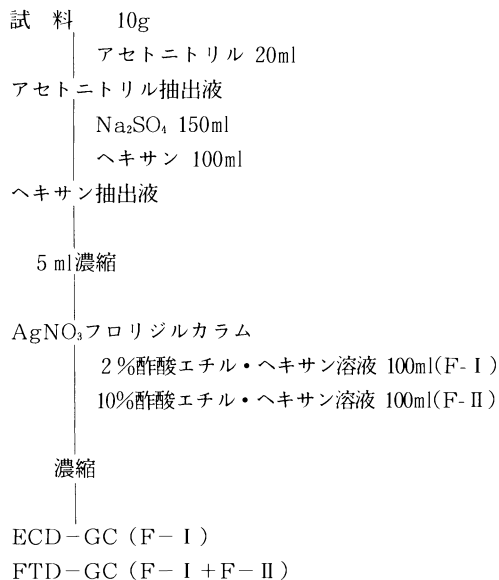 試料 10g
アセトニトリル 20ml
アセトニトリル抽出液
Na₂SO₄ 150ml
ヘキサン 100ml
ヘキサン抽出液
5ml濃縮
AgNO₃フロリジルカラム
2%酢酸エチル・ヘキサン溶液 100ml(F-Ⅰ)
10%酢酸エチル・ヘキサン溶液 100ml(F-Ⅱ)
濃縮
ECD-GC(F-Ⅰ)
FTD-GC(F-Ⅰ+F-Ⅱ)